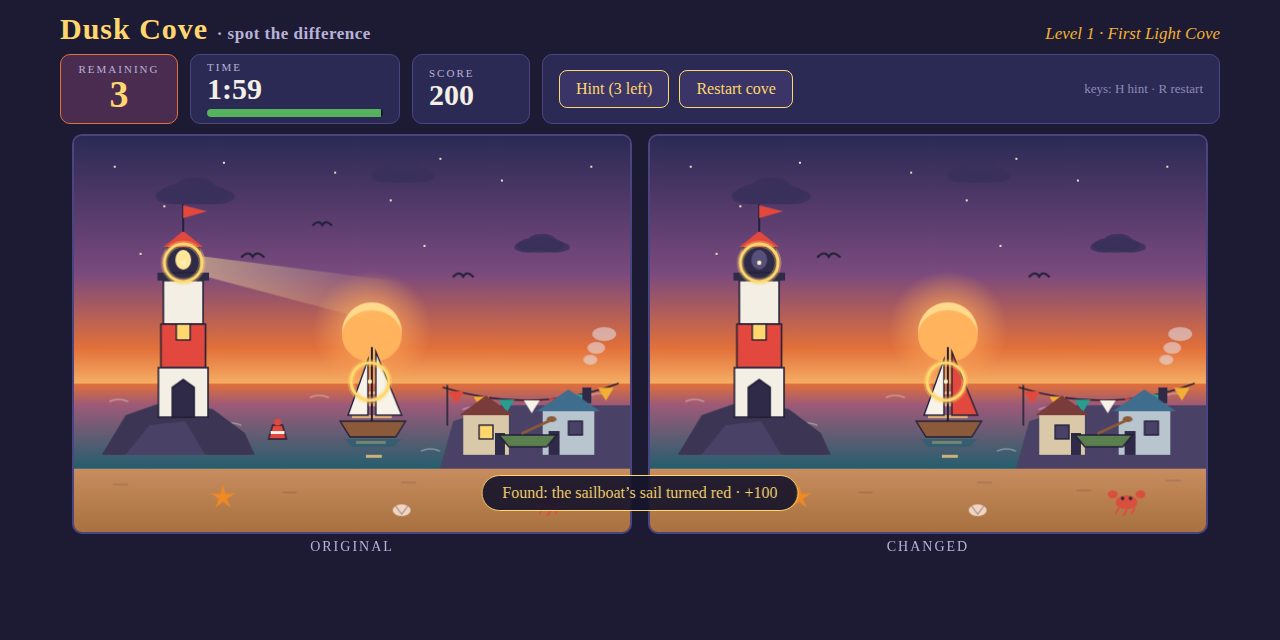 Dusk Cove · spot the difference
Level 1 · First Light Cove
REMAINING
3
TIME
1:59
SCORE
200
Hint (3 left)
Restart cove
keys: H hint · R restart
Found: the sailboat’s sail turned red · +100
ORIGINAL
CHANGED